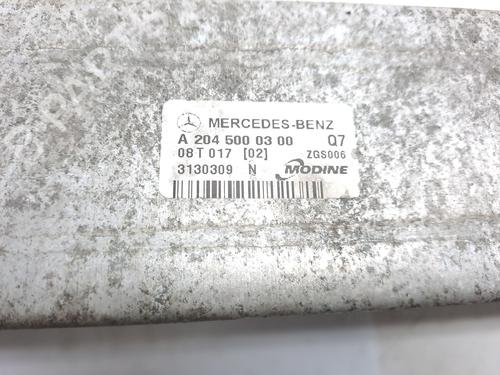 MERCEDES-BENZ
A 204 500 03 00 Q7
08 T 017 [02] ZGS006
3130309 N MODINE